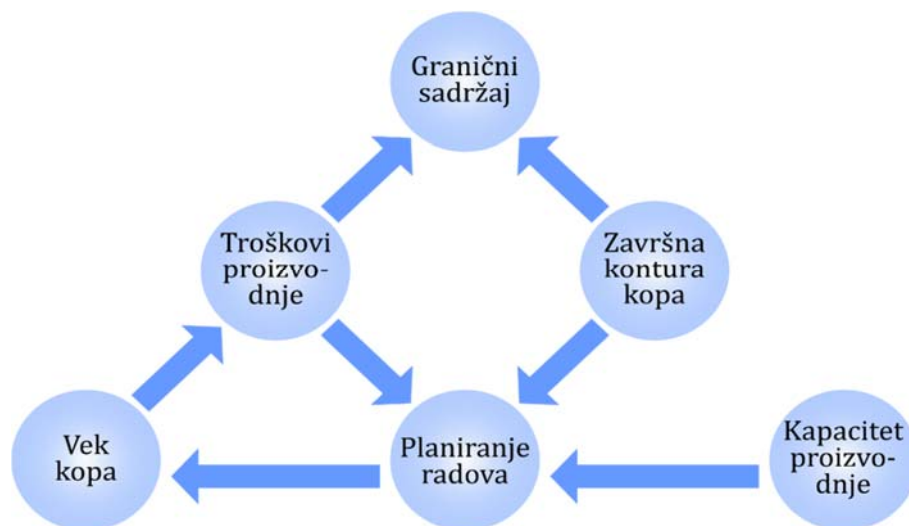 Granični
sadržaj
Troškovi
proizvo-
dnje
Završna
kontura
kopa
Vek
kopa
Planiranje
radova
Kapacitet
proizvo-
dnje